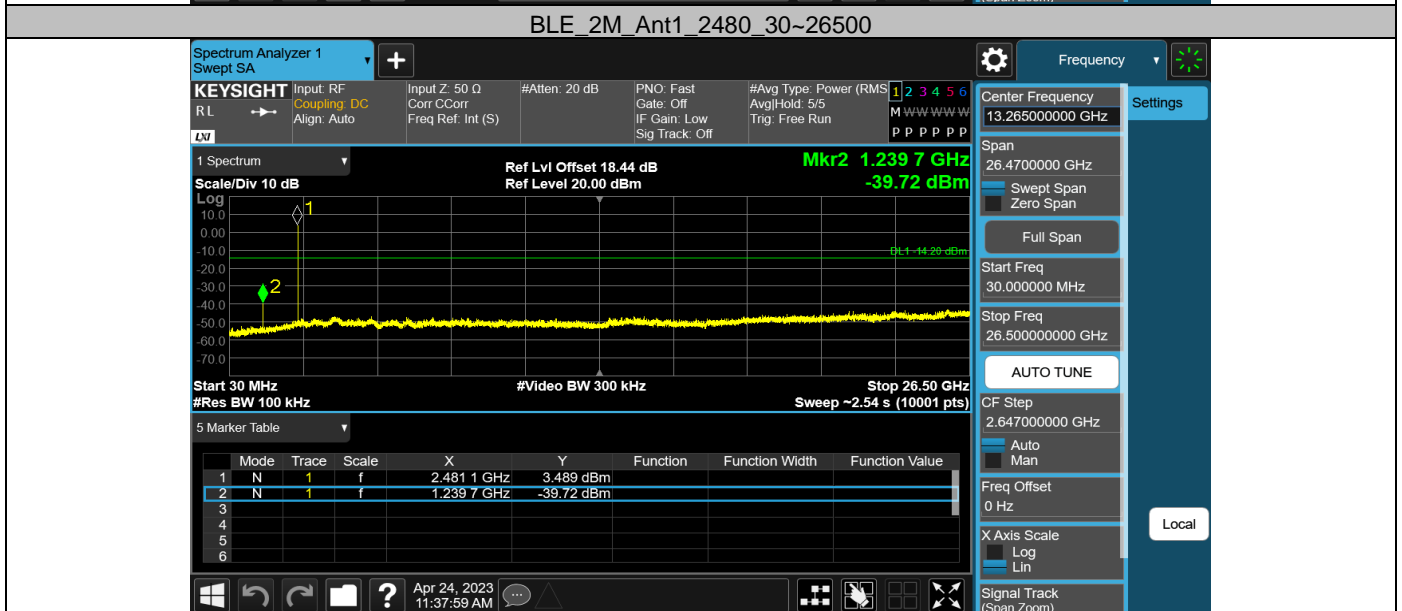 (Span Zoom)
BLE_2M_Ant1_2480_30~26500
Spectrum Analyzer 1
Swept SA
+
Frequency
KEYSIGHT
RL
LXI
Input: RF
Coupling: DC
Align: Auto
Input Z: 50 Ω
Corr CCorr
Freq Ref: Int (S)
#Atten: 20 dB
PNO: Fast
Gate: Off
IF Gain: Low
Sig Track: Off
#Avg Type: Power (RMS
Avg|Hold: 5/5
Trig: Free Run
1 2 3 4 5 6
M W W W W W
P P P P P P
Center Frequency
13.265000000 GHz
Settings
1 Spectrum
Ref Lvl Offset 18.44 dB
Mkr2 1.239 7 GHz
Scale/Div 10 dB
Ref Level 20.00 dBm
-39.72 dBm
Log
10.0
0.00
-10.0
-20.0
-30.0
-40.0
-50.0
-60.0
-70.0
1
2
DL1 -14.20 dBm
Start 30 MHz
#Video BW 300 kHz
Stop 26.50 GHz
#Res BW 100 kHz
Sweep ~2.54 s (10001 pts)
Span
26.4700000 GHz
Swept Span
Zero Span
Full Span
Start Freq
30.000000 MHz
Stop Freq
26.500000000 GHz
AUTO TUNE
CF Step
2.647000000 GHz
Auto
Man
Freq Offset
0 Hz
X Axis Scale
Log
Lin
Signal Track
(Span Zoom)
Local
5 Marker Table
Mode Trace Scale X Y Function Function Width Function Value
1 N 1 f 2.481 1 GHz 3.489 dBm
2 N 1 f 1.239 7 GHz -39.72 dBm
3
4
5
6
?
Apr 24, 2023
11:37:59 AM